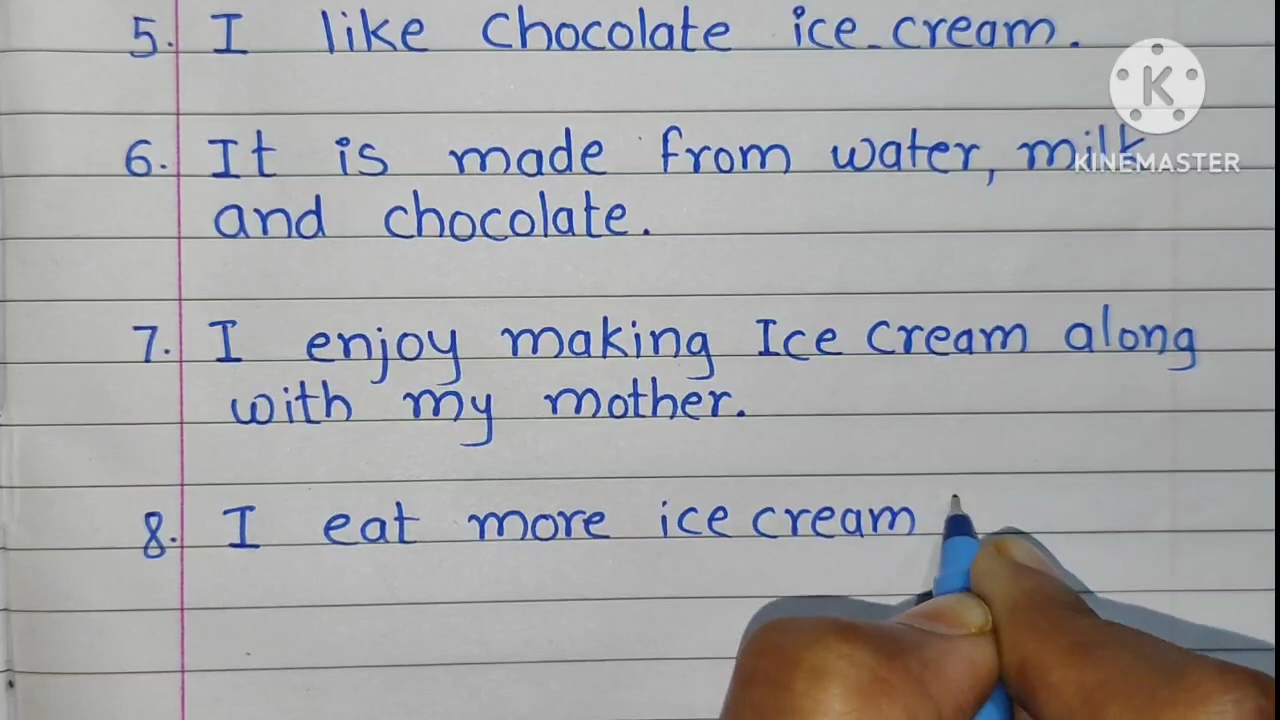 5. I like chocolate ice-cream.
K
KINEMASTER
6. It is made from water, milk
and chocolate.
7. I enjoy making Ice cream along
with my mother.
8. I eat more ice cream